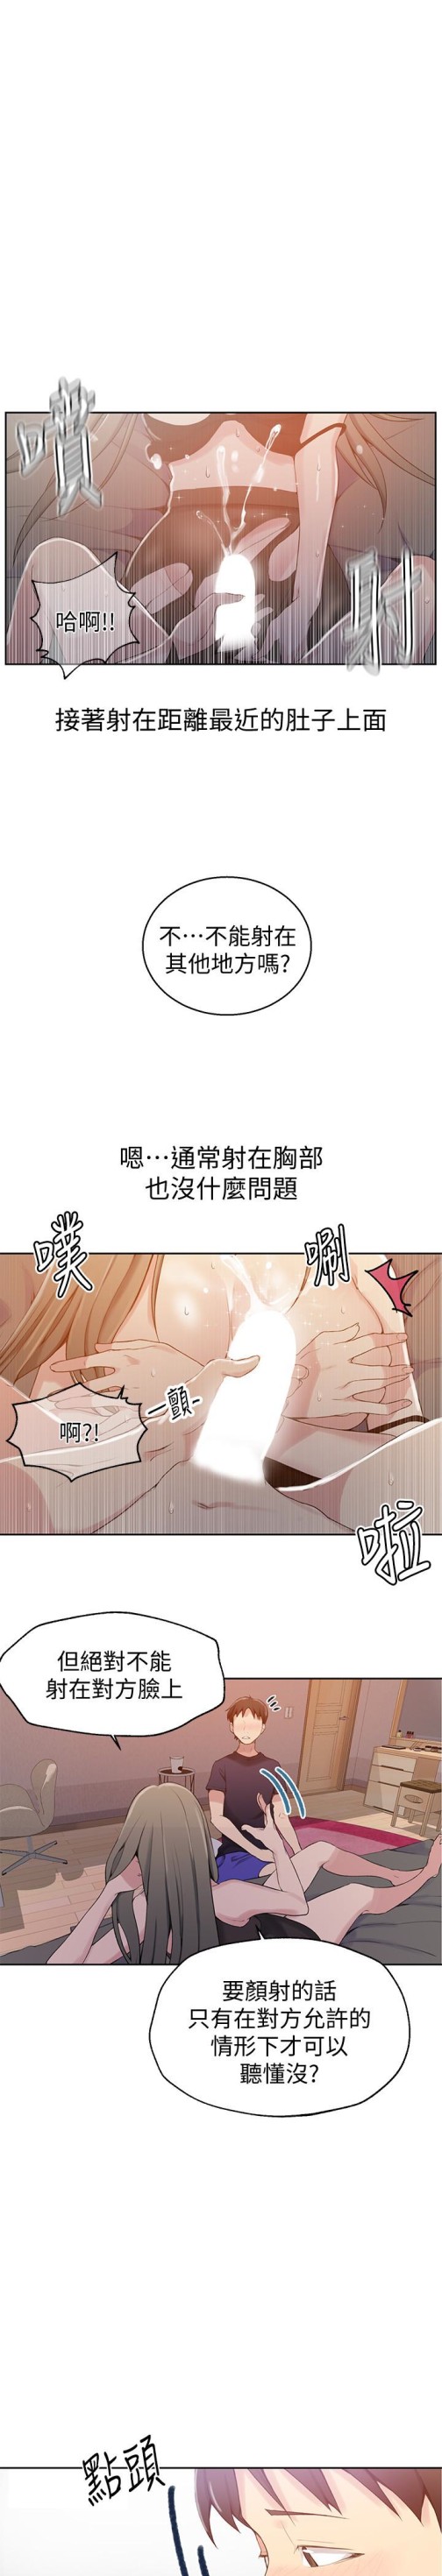 噴
哈啊!!
射
接著射在距離最近的肚子上面
不…不能射在
其他地方嗎?
嗯…通常射在胸部
也沒什麼問題
噗
唰
一顫-
啊?!
啦
但絕對不能
射在對方臉上
要顏射的話
只有在對方允許的
情形下才可以
聽懂沒?
點頭